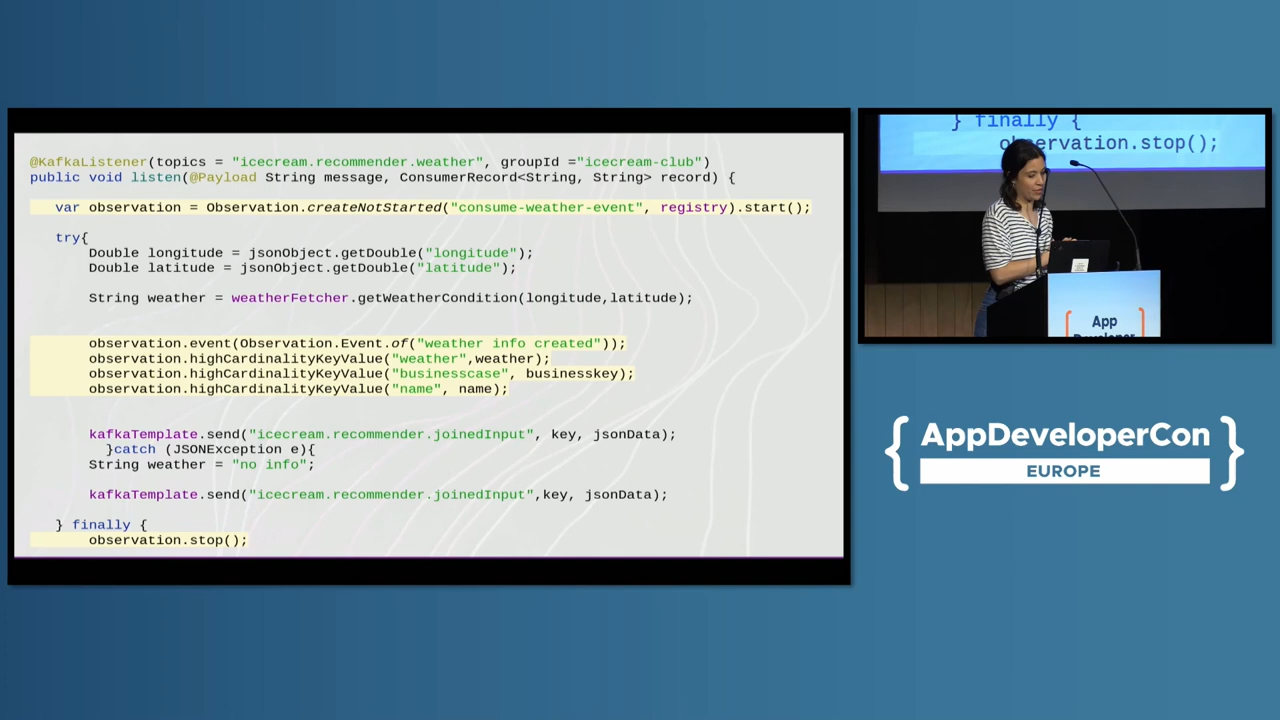 @KafkaListener(topics = "icecream.recommender.weather", groupId ="icecream-club")
public void listen(@Payload String message, ConsumerRecord<String, String> record) {
var observation = Observation.createNotStarted("consume-weather-event", registry).start();
try{
Double longitude = jsonObject.getDouble("longitude");
Double latitude = jsonObject.getDouble("latitude");
String weather = weatherFetcher.getWeatherCondition(longitude,latitude);
observation.event(Observation.Event.of("weather info created"));
observation.highCardinalityKeyValue("weather",weather);
observation.highCardinalityKeyValue("businesscase", businesskey);
observation.highCardinalityKeyValue("name", name);
kafkaTemplate.send("icecream.recommender.joinedInput", key, jsonData);
}catch (JSONException e){
String weather = "no info";
kafkaTemplate.send("icecream.recommender.joinedInput",key, jsonData);
} finally {
observation.stop();
} finally {
observation.stop();
App
Developer
{ AppDeveloperCon }
EUROPE